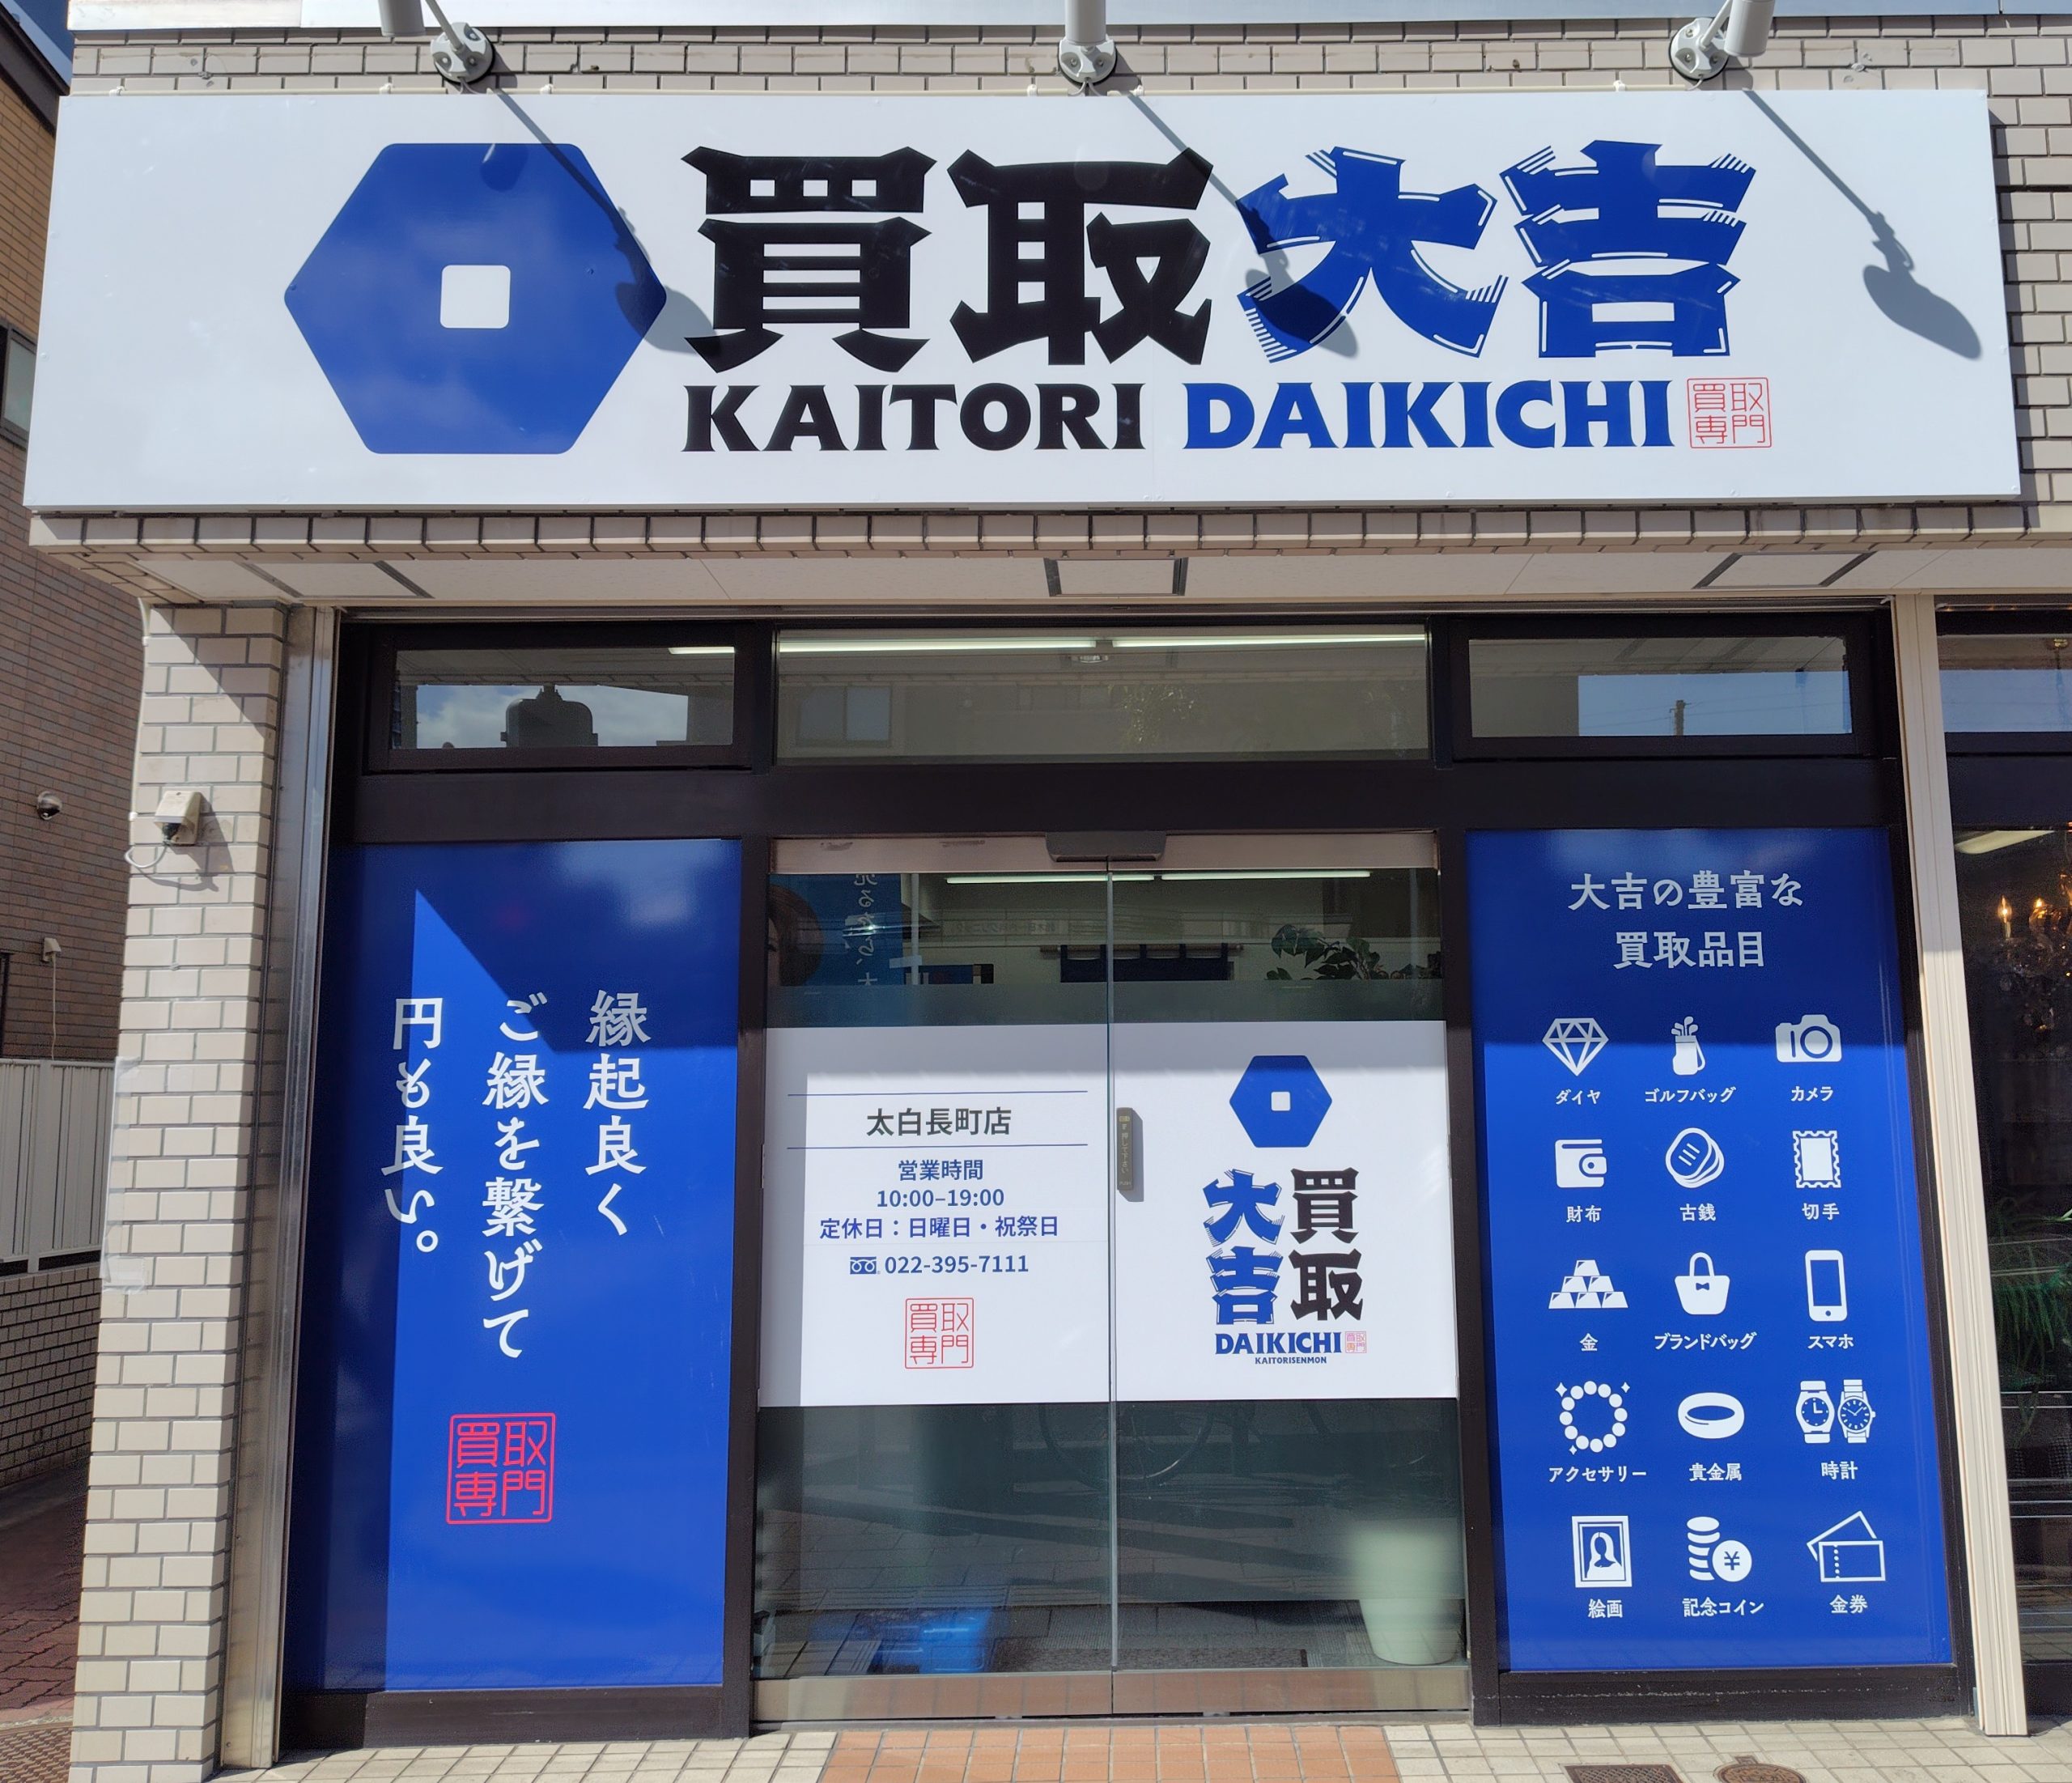 買取大吉
KAITORI DAIKICHI
買取
専門
縁起良く
ご縁を繋げて
円も良い。
買取
専門
太白長町店
営業時間
10:00–19:00
定休日：日曜日・祝祭日
022-395-7111
買取
専門
買取
大吉
DAIKICHI
買取
専門
KAITORISENMON
大吉の豊富な
買取品目
ダイヤ ゴルフバッグ カメラ
財布 古銭 切手
金 ブランドバッグ スマホ
アクセサリー 貴金属 時計
¥
絵画 記念コイン 金券